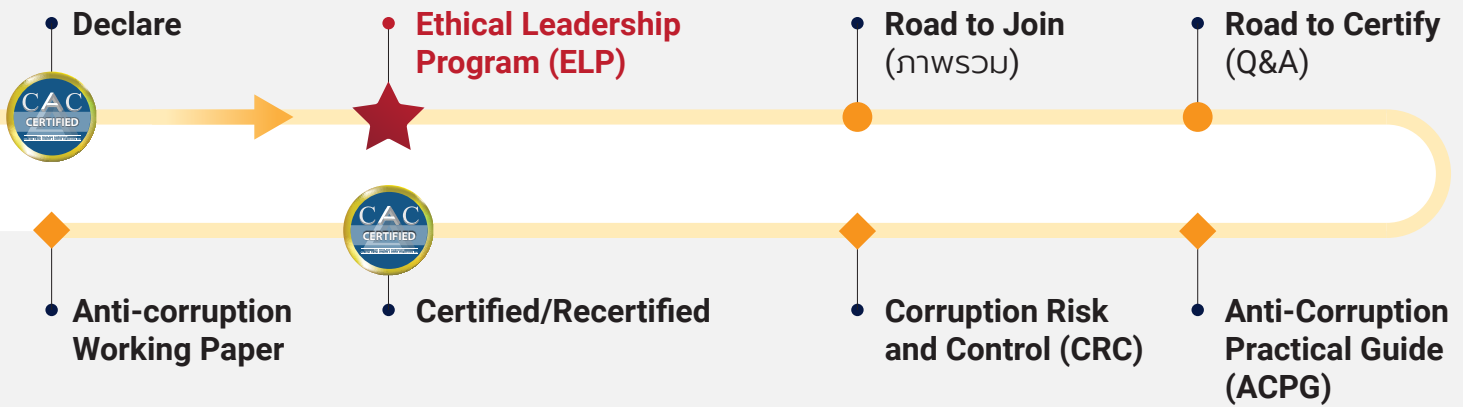 Declare
Ethical Leadership
Program (ELP)
Road to Join
(ภาพรวม)
Road to Certify
(Q&A)
CAC
CERTIFIED
CAC
CERTIFIED
Anti-corruption
Working Paper
Certified/Recertified
Corruption Risk
and Control (CRC)
Anti-Corruption
Practical Guide
(ACPG)